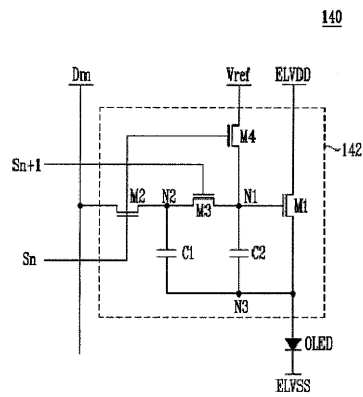 140
Dm
Vref
ELVDD
M4
142
Sn+1
M2
N2
N1
M3
M1
Sn
C1
C2
N3
OLED
ELVSS